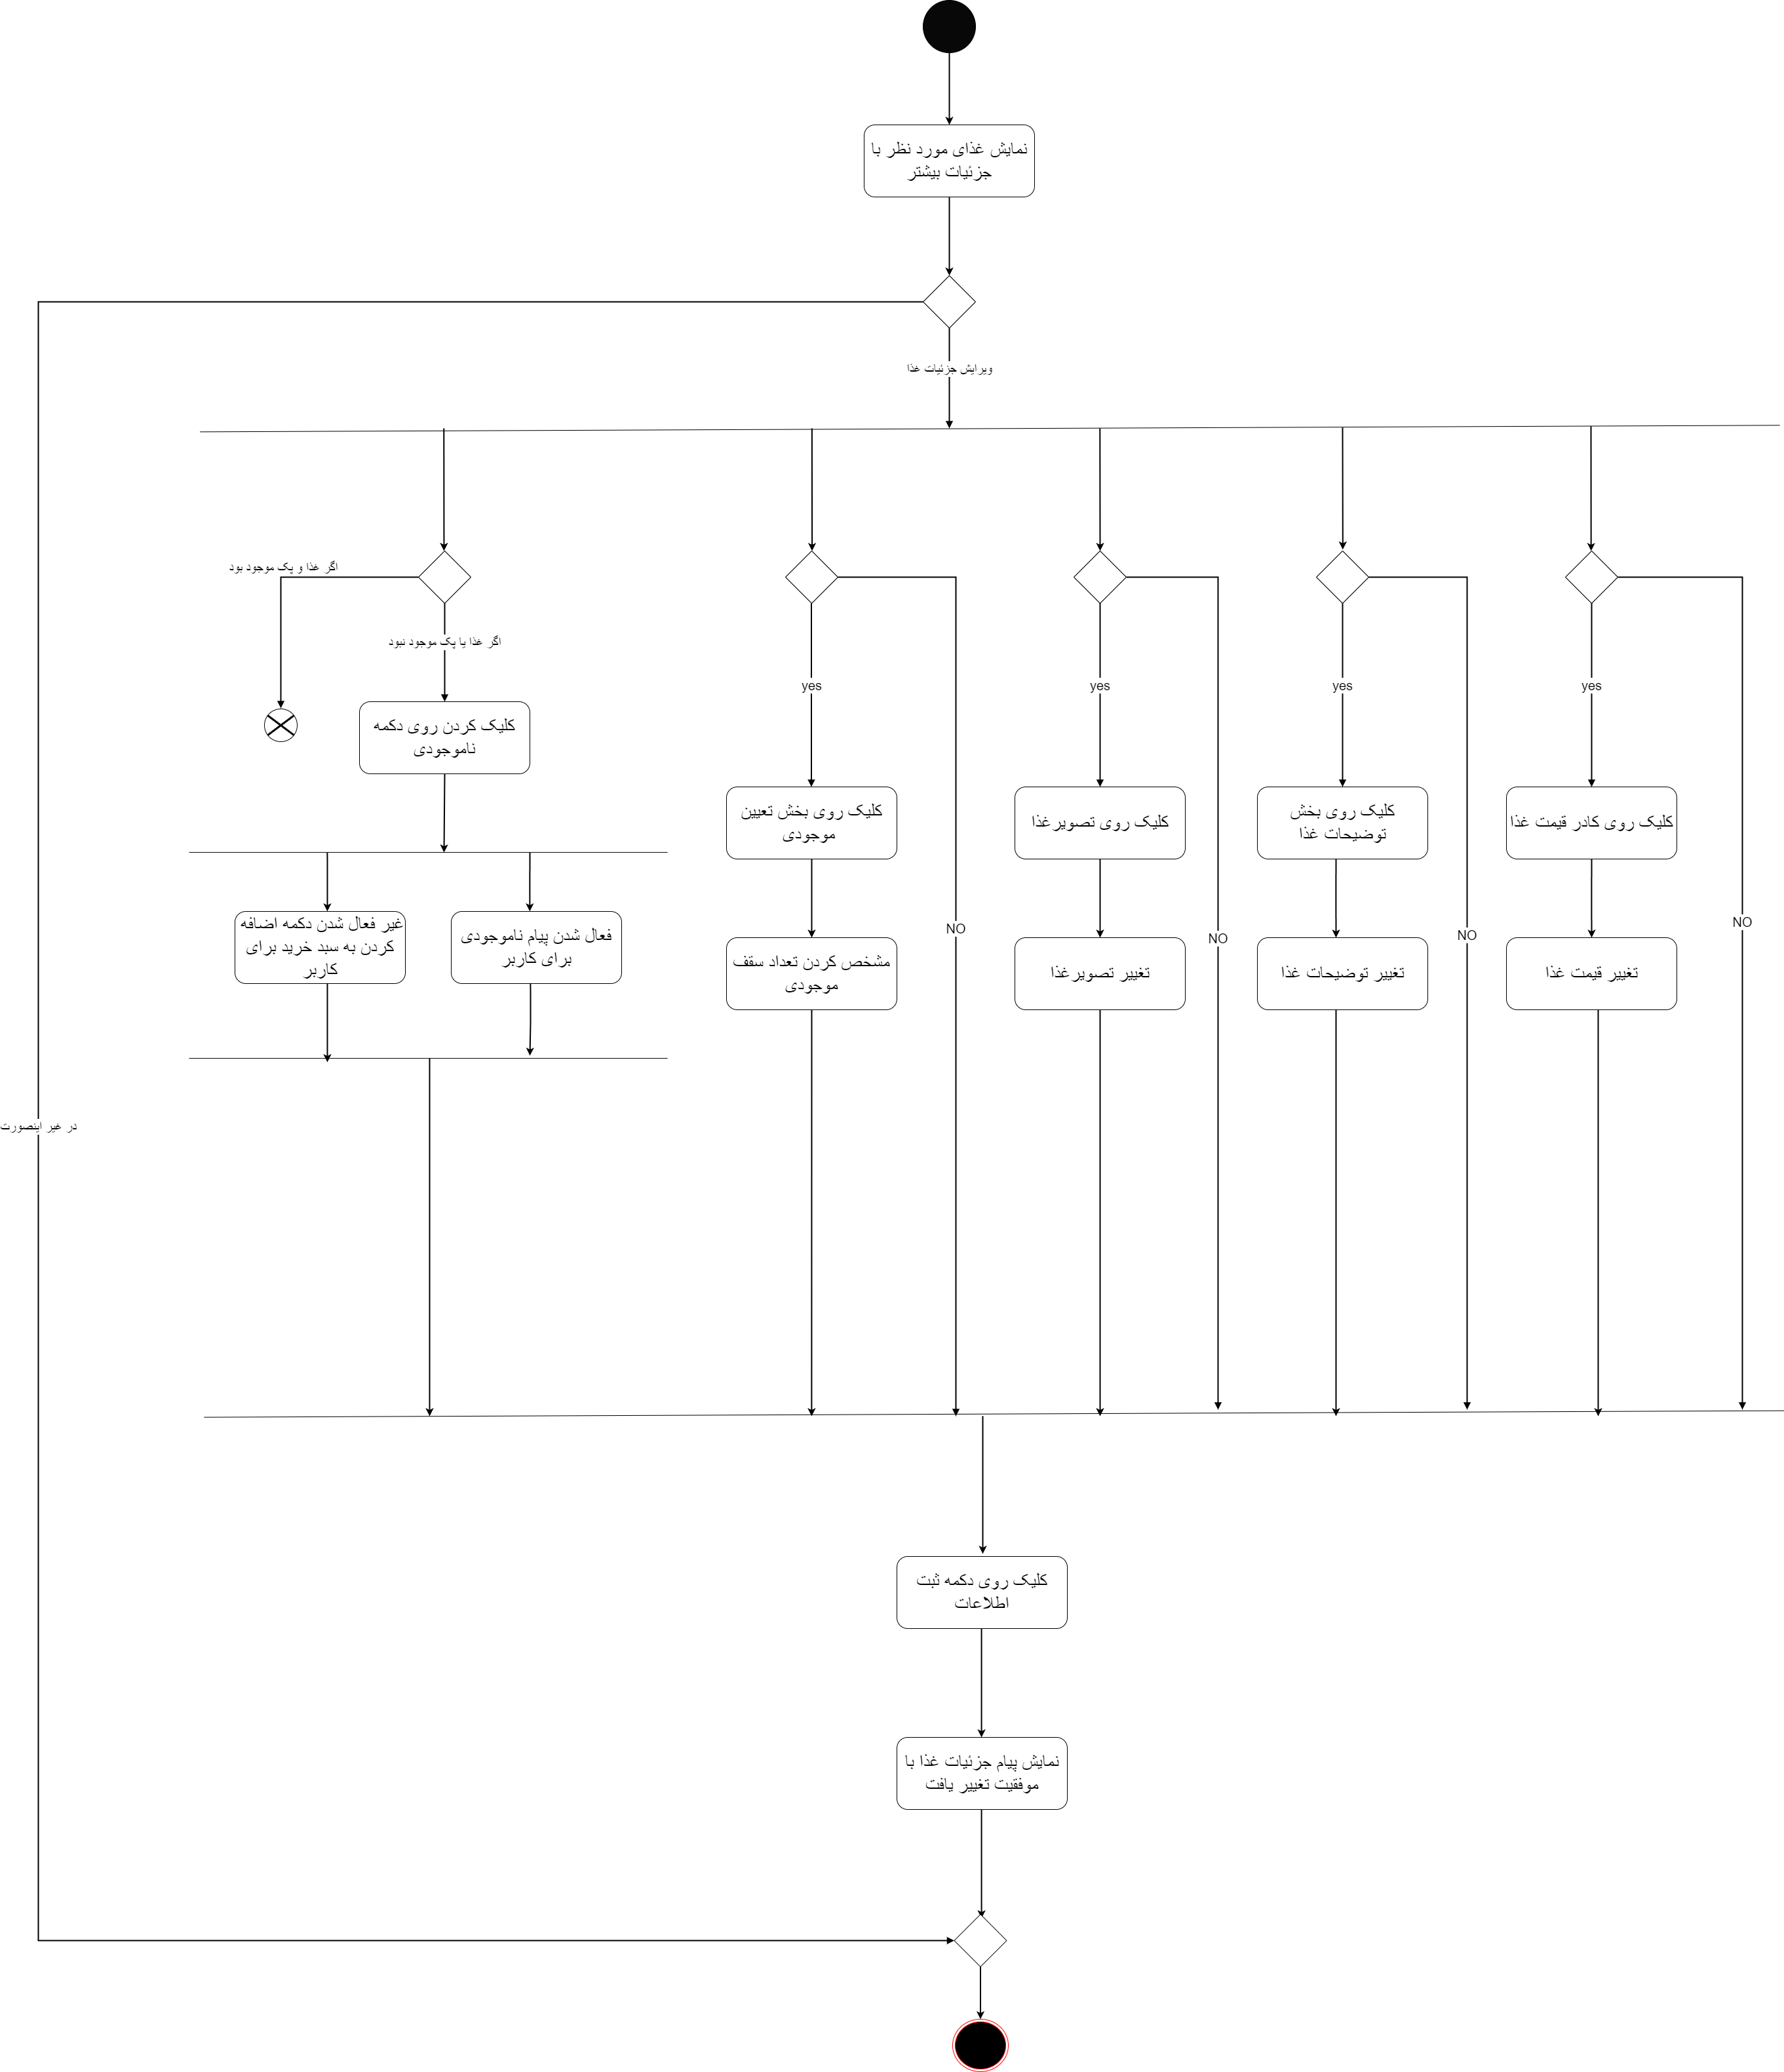 نمایش غذای مورد نظر با
جزئیات بیشتر
ویرایش جزئیات غذا
اگر غذا و پک موجود بود
اگر غذا یا پک موجود نبود
yes
yes
yes
yes
کلیک کردن روی دکمه
ناموجودی
کلیک روی بخش تعیین
موجودی
کلیک روی تصویرغذا
کلیک روی بخش
توضیحات غذا
کلیک روی کادر قیمت غذا
غیر فعال شدن دکمه اضافه
کردن به سبد خرید برای
کاربر
فعال شدن پیام ناموجودی
برای کاربر
NO
NO
NO
NO
مشخص کردن تعداد سقف
موجودی
تغییر تصویرغذا
تغییر توضیحات غذا
تغییر قیمت غذا
در غیر اینصورت
کلیک روی دکمه ثبت
اطلاعات
نمایش پیام جزئیات غذا با
موفقیت تغییر یافت